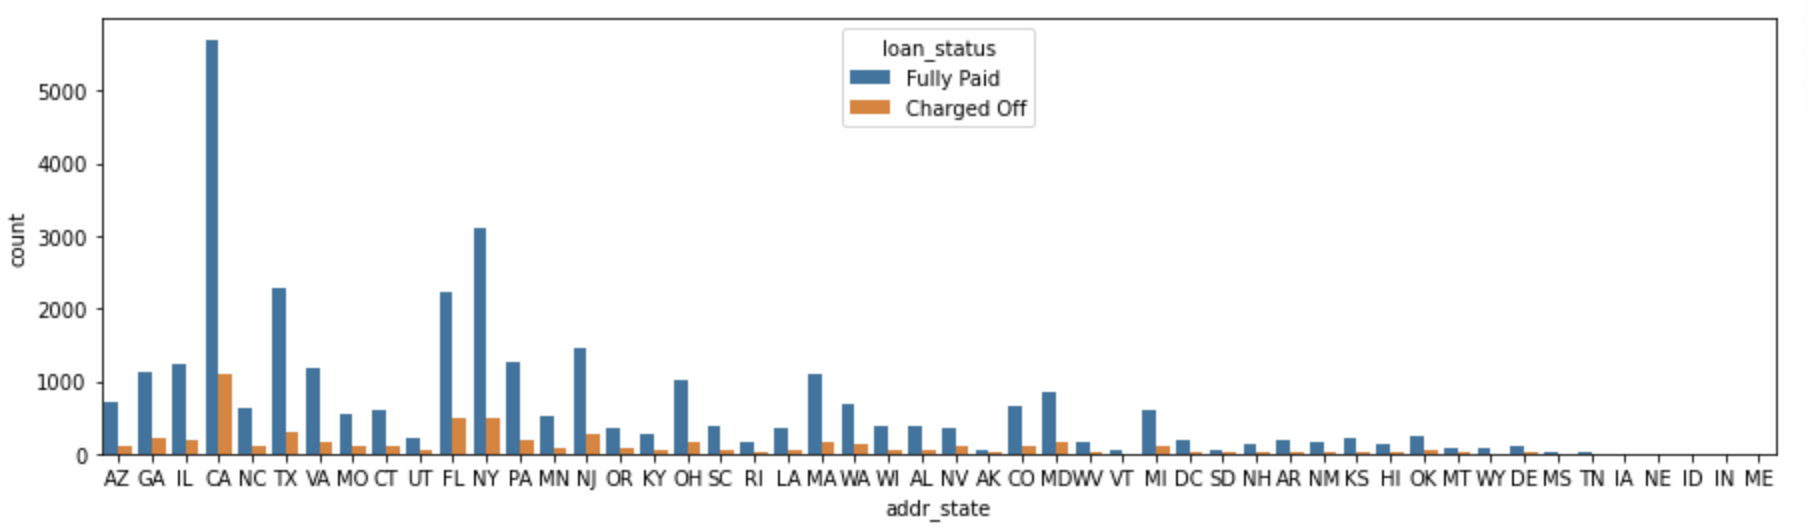 loan_status
Fully Paid
Charged Off
5000
4000
3000
2000
1000
0
count
AZ GA IL CA NC TX VA MO CT UT FL NY PA MN NJ OR KY OH SC RI LA MA WA WI AL NV AK CO MD WV VT MI DC SD NH AR NM KS HI OK MT WY DE MS TN IA NE ID IN ME
addr_state